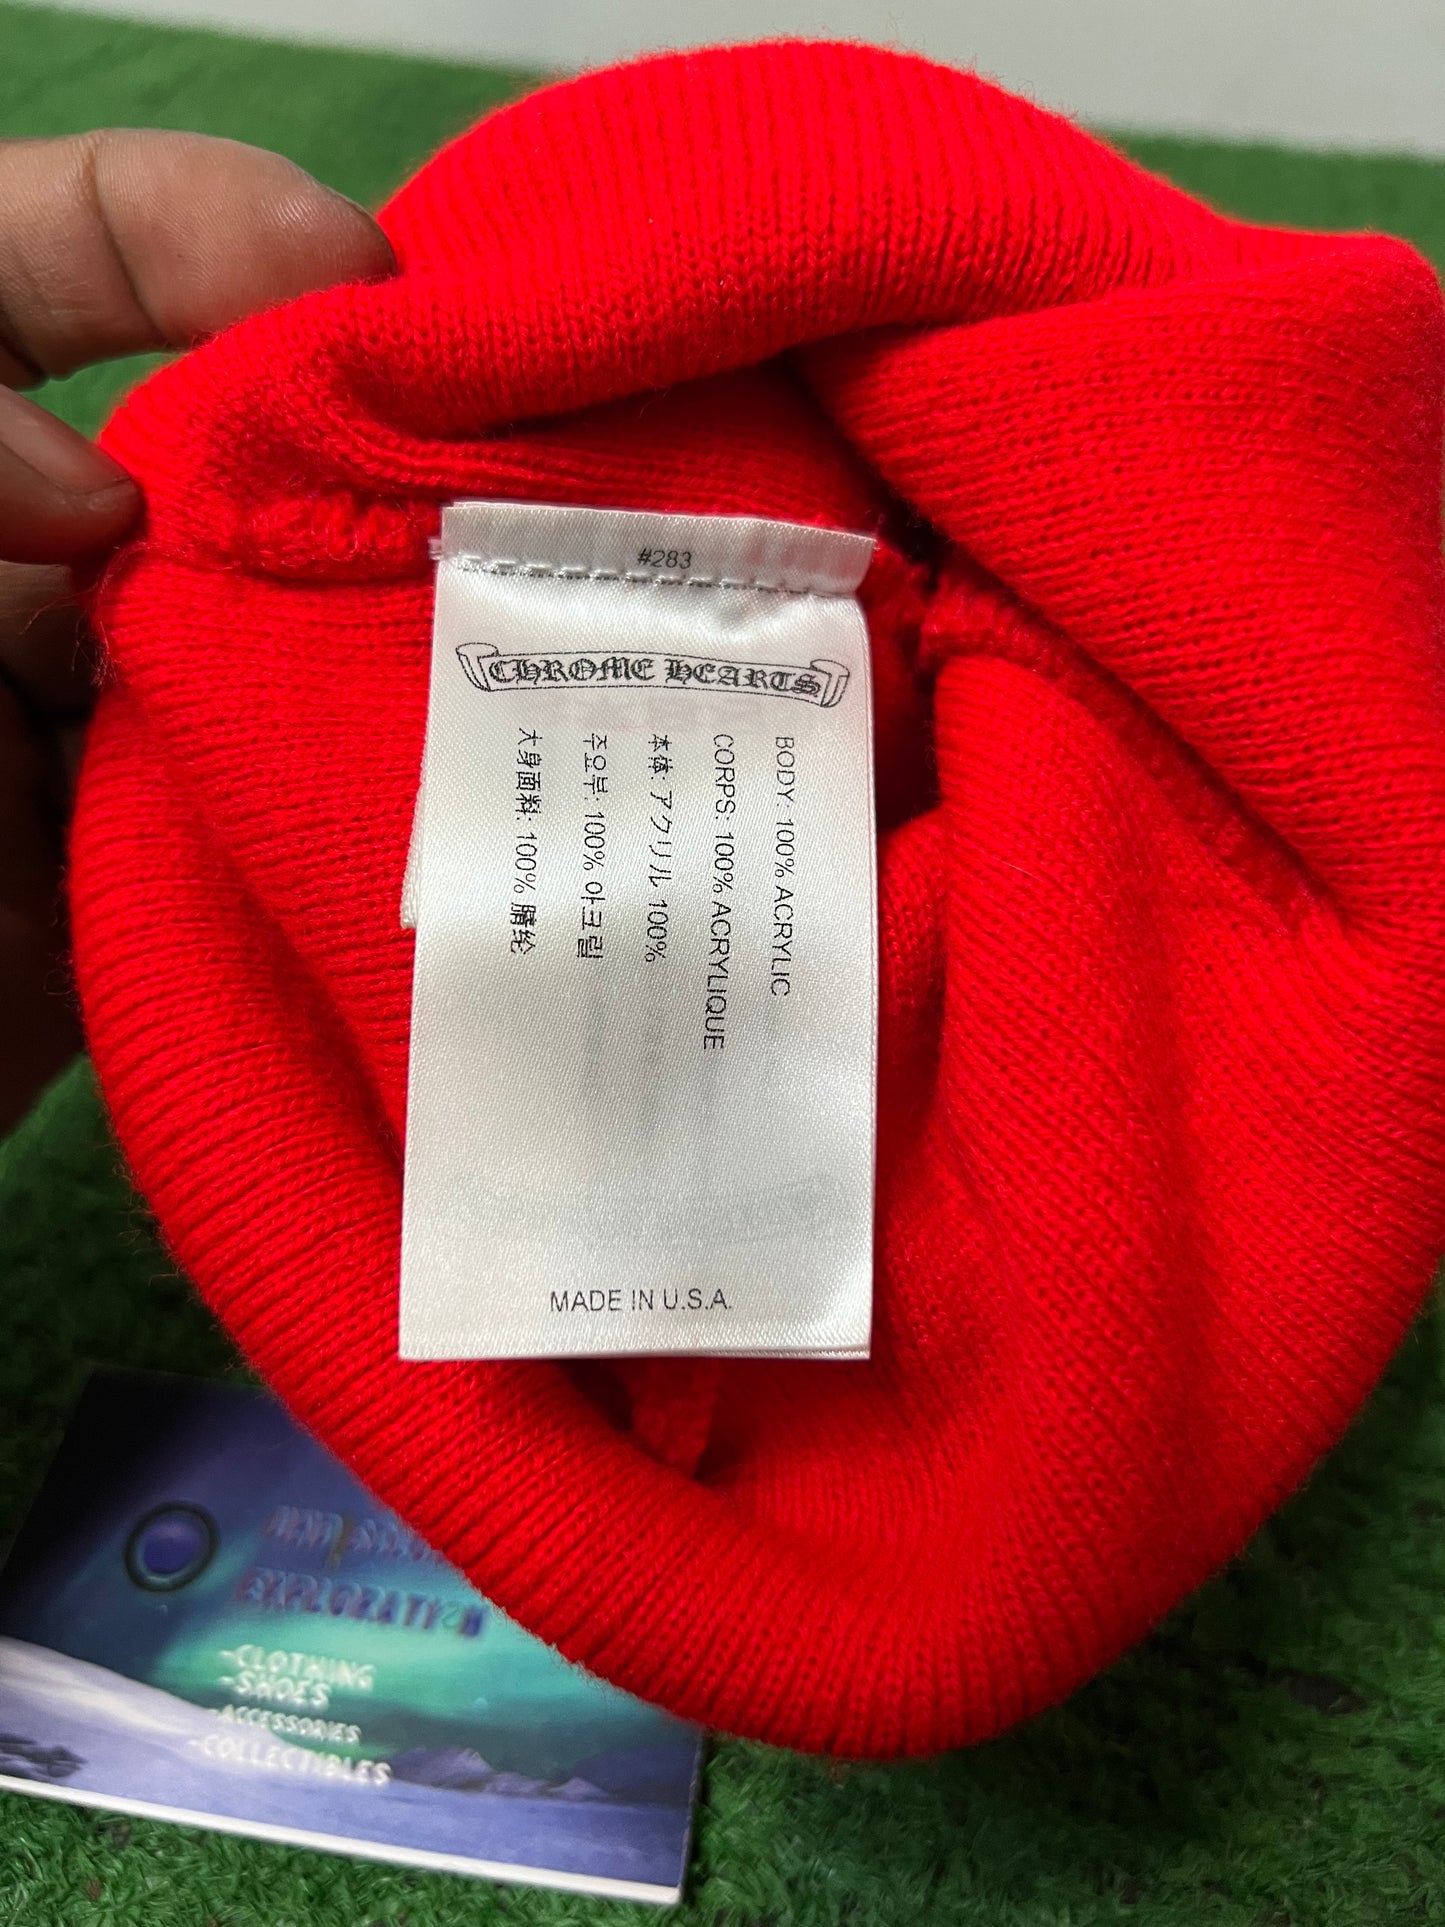 #283
CHROME HEARTS
BODY: 100% ACRYLIC
CORPS: 100% ACRYLIQUE
本体: アクリル 100%
주요부: 100% 아크릴
大身面料: 100% 腈纶
MADE IN U.S.A.
EXPLORATION
-CLOTHING
-SHOES
-ACCESSORIES
-COLLECTIBLES